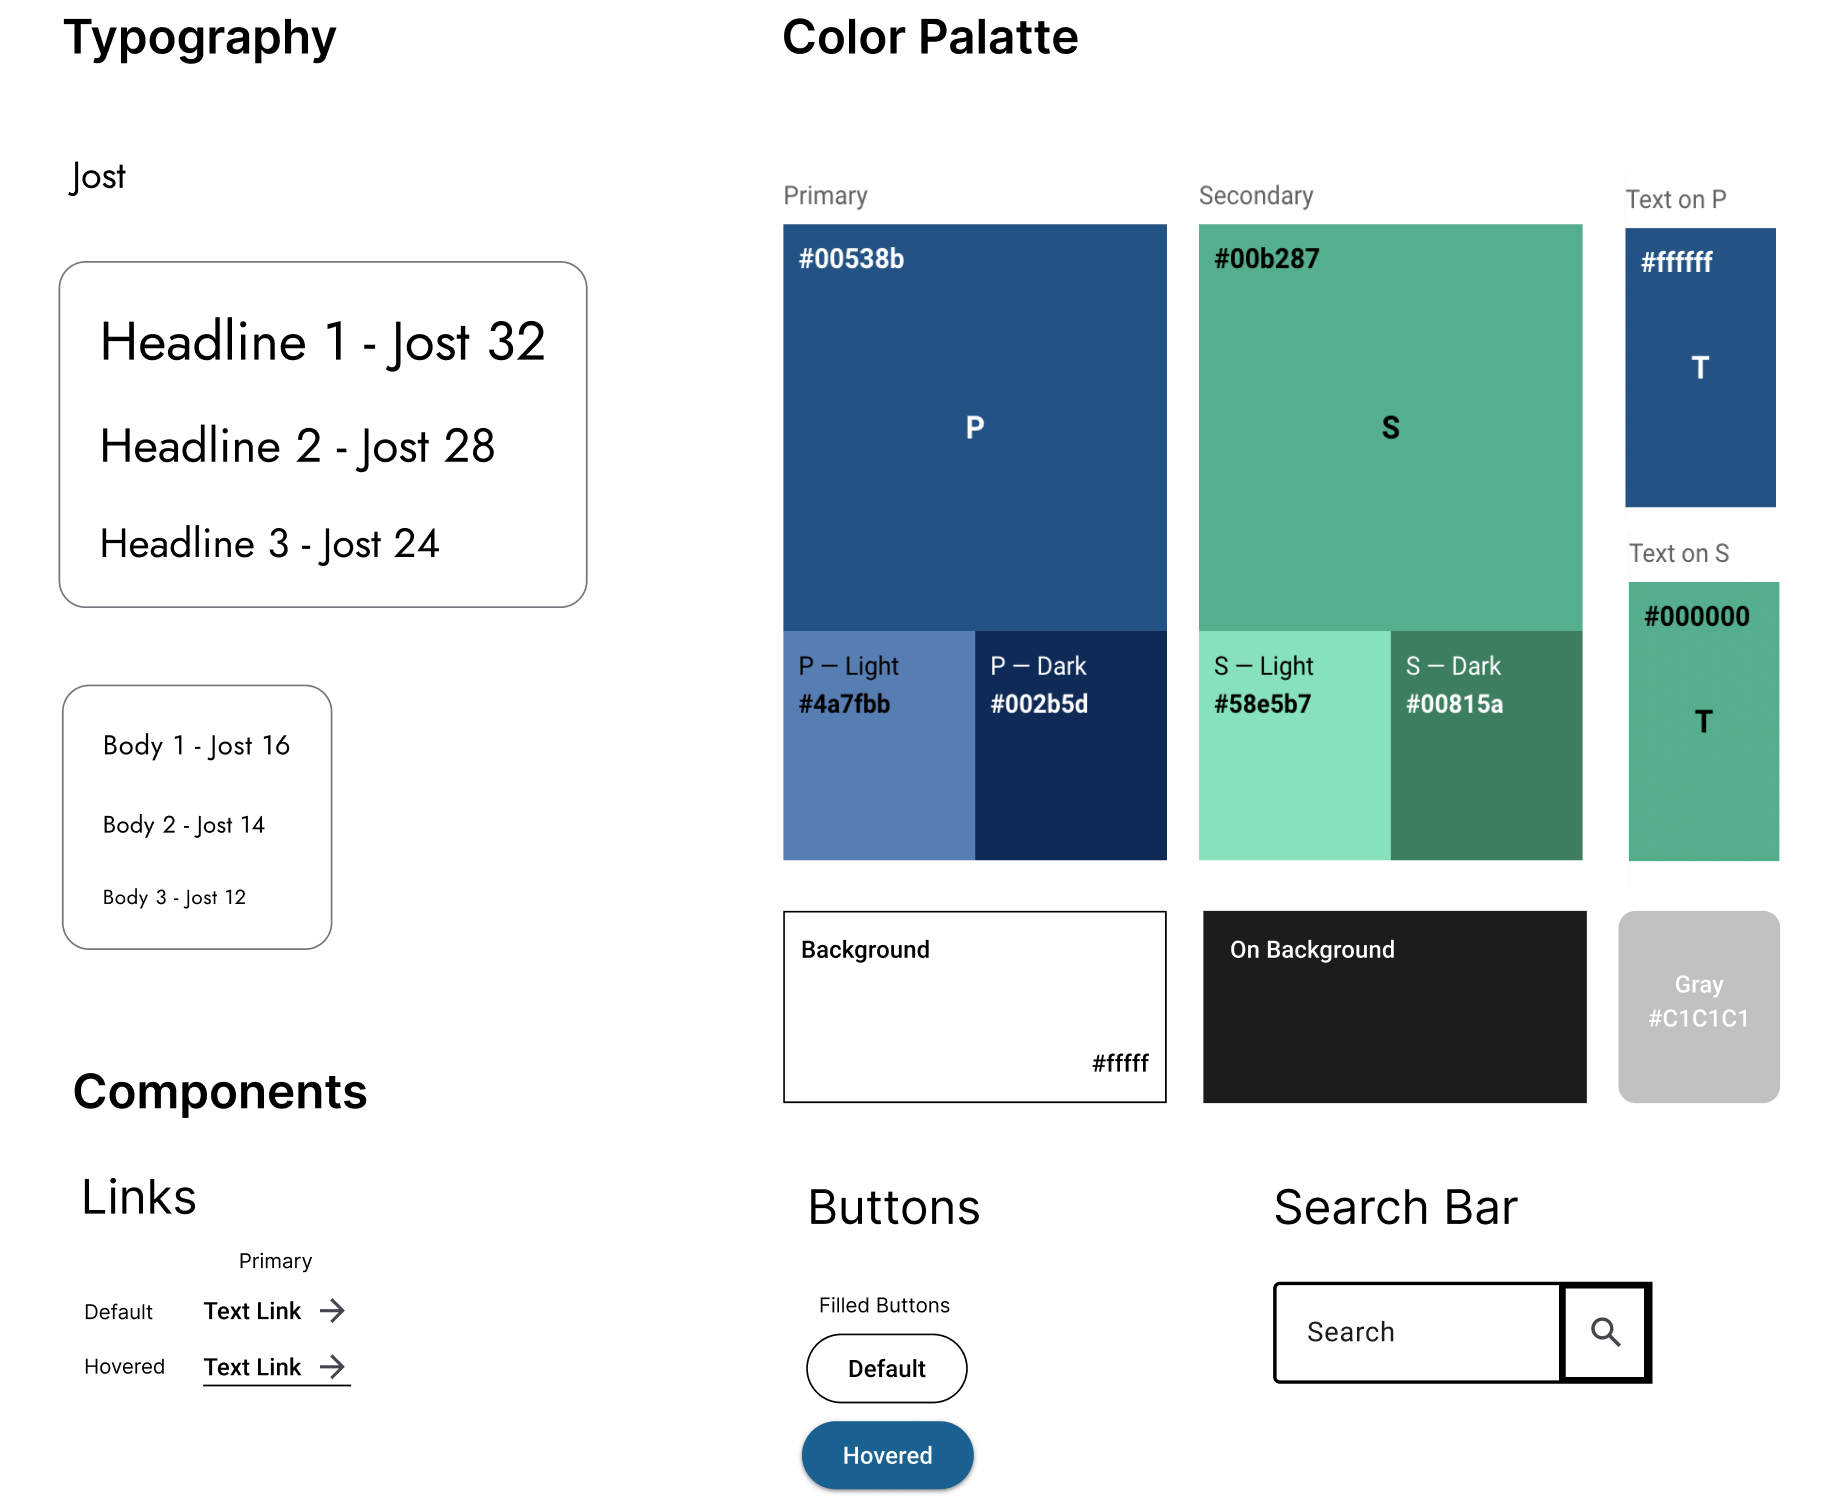 Typography
Jost
Headline 1 - Jost 32
Headline 2 - Jost 28
Headline 3 - Jost 24
Body 1 - Jost 16
Body 2 - Jost 14
Body 3 - Jost 12
Color Palatte
Primary
#00538b
P
P — Light
#4a7fbb
P — Dark
#002b5d
Secondary
#00b287
S
S — Light
#58e5b7
S — Dark
#00815a
Text on P
#ffffff
T
Text on S
#000000
T
Background
#fffff
On Background
Gray
#C1C1C1
Components
Links
Primary
Default Text Link
Hovered Text Link
Buttons
Filled Buttons
Default
Hovered
Search Bar
Search